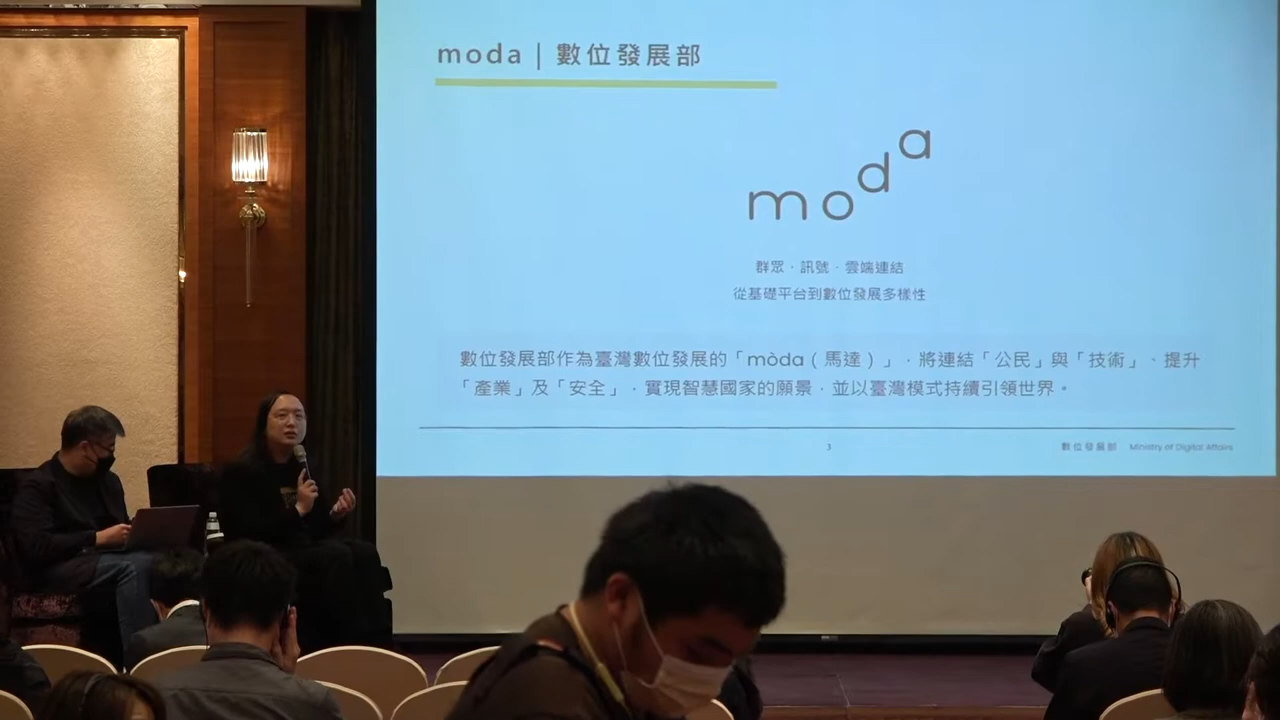 moda | 數位發展部
moda
群眾·訊號·雲端連結
從基礎平台到數位發展多樣性
數位發展部作為臺灣數位發展的「mòda（馬達）」，將連結「公民」與「技術」、提升
「產業」及「安全」，實現智慧國家的願景，並以臺灣模式持續引領世界。
3
數位發展部 Ministry of Digital Affairs